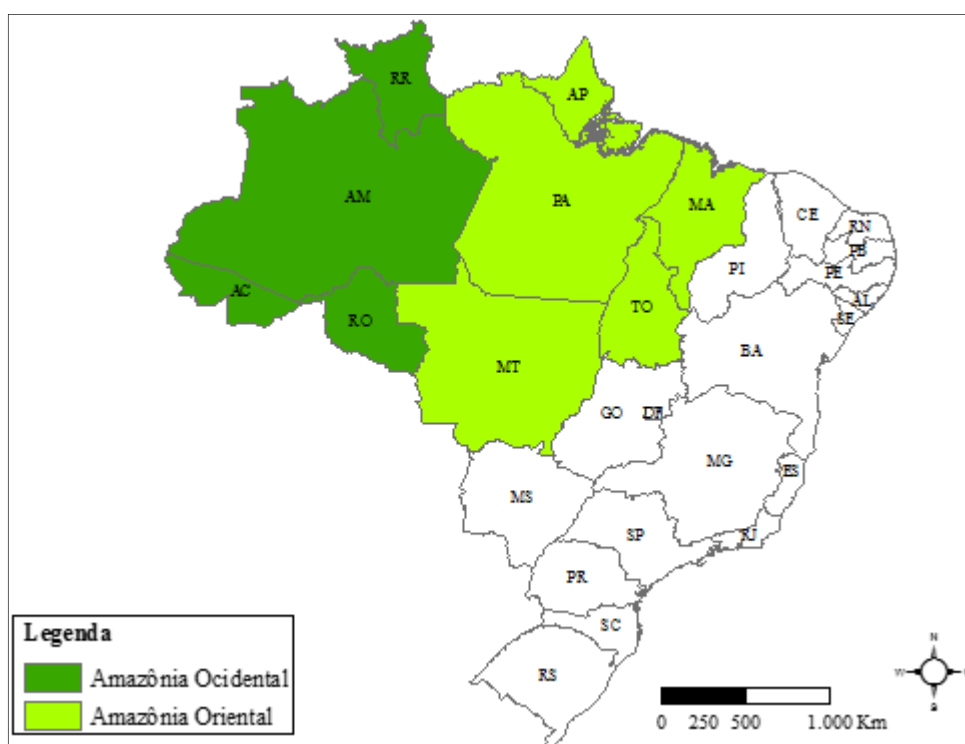 RR
AP
AM
PA
MA
CE
RN
PB
PE
PI
AC
AL
SE
TO
RO
BA
MT
GO
DF
MG
ES
MS
SP
RJ
PR
SC
RS
Legenda
Amazônia Ocidental
Amazônia Oriental
N
W
0 250 500 1.000 Km